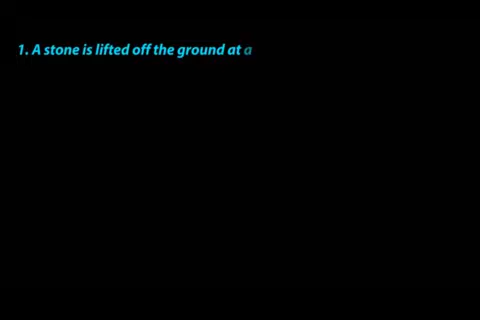 1. A stone is lifted off the ground at a